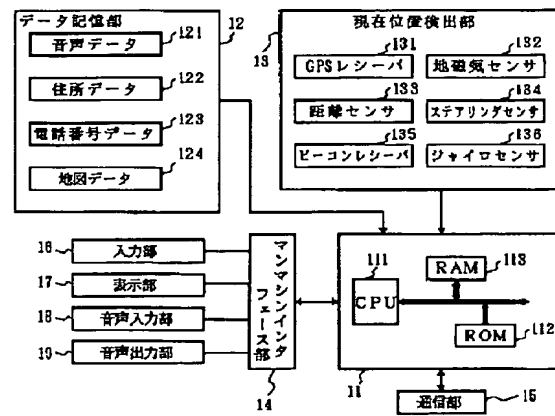 データ記憶部
12
音声データ
121
住所データ
122
電話番号データ
123
地図データ
124
現在位置検出部
13
131
GPSレシーバ
132
地磁気センサ
133
距離センサ
134
ステアリングセンサ
135
ビーコンレシーバ
136
ジャイロセンサ
16
入力部
17
表示部
18
音声入力部
19
音声出力部
マンマシンインタ
フェース部
14
111
CPU
RAM
113
ROM
112
11
通信部
15